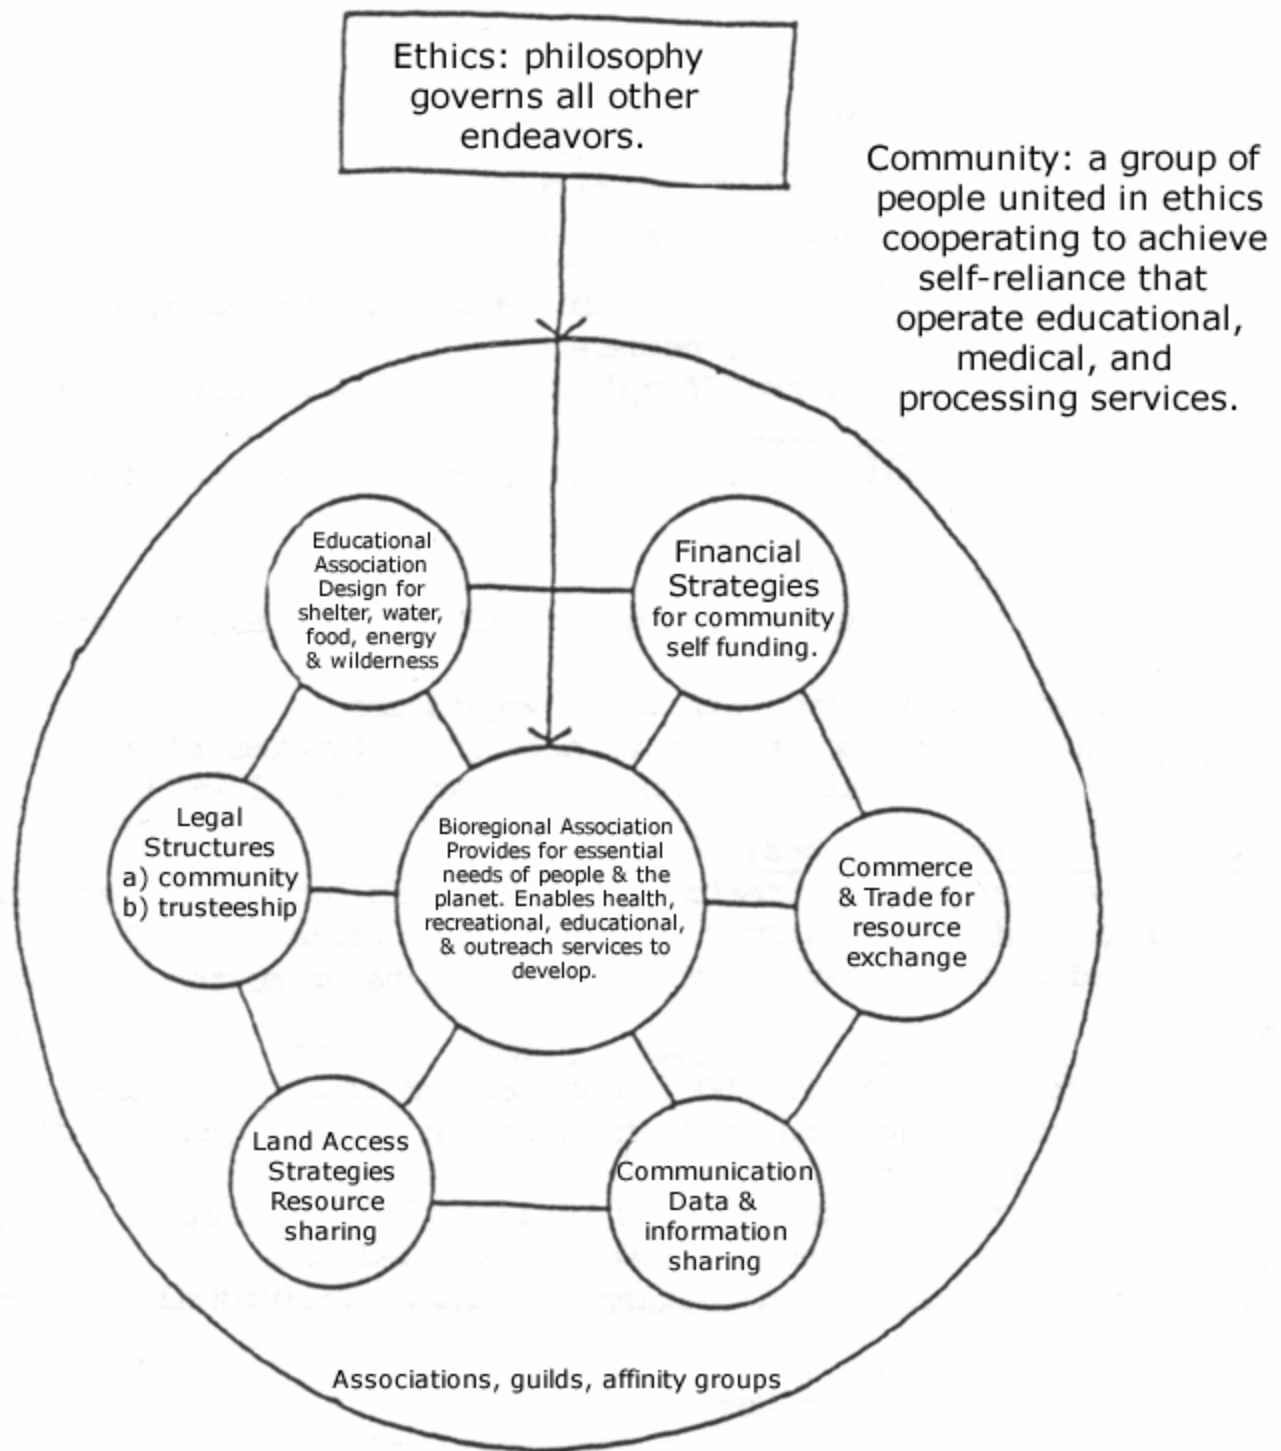 Ethics: philosophy
governs all other
endeavors.
Community: a group of
people united in ethics
cooperating to achieve
self-reliance that
operate educational,
medical, and
processing services.
Educational
Association
Design for
shelter, water,
food, energy
& wilderness
Financial
Strategies
for community
self funding.
Legal
Structures
a) community
b) trusteeship
Bioregional Association
Provides for essential
needs of people & the
planet. Enables health,
recreational, educational,
& outreach services to
develop.
Commerce
& Trade for
resource
exchange
Land Access
Strategies
Resource
sharing
Communication
Data &
information
sharing
Associations, guilds, affinity groups